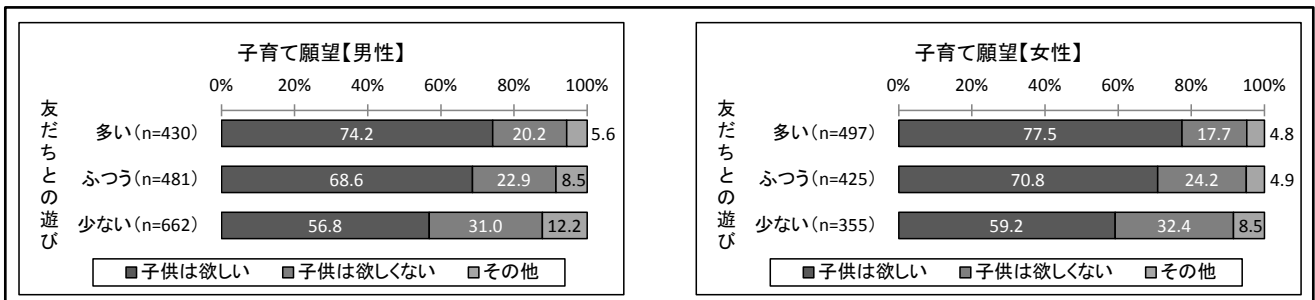 子育て願望【男性】
0% 20% 40% 60% 80% 100%
友だちとの遊び
多い(n=430) 74.2 20.2 5.6
ふつう(n=481) 68.6 22.9 8.5
少ない(n=662) 56.8 31.0 12.2
■子供は欲しい ■子供は欲しくない ■その他
子育て願望【女性】
0% 20% 40% 60% 80% 100%
友だちとの遊び
多い(n=497) 77.5 17.7 4.8
ふつう(n=425) 70.8 24.2 4.9
少ない(n=355) 59.2 32.4 8.5
■子供は欲しい ■子供は欲しくない ■その他